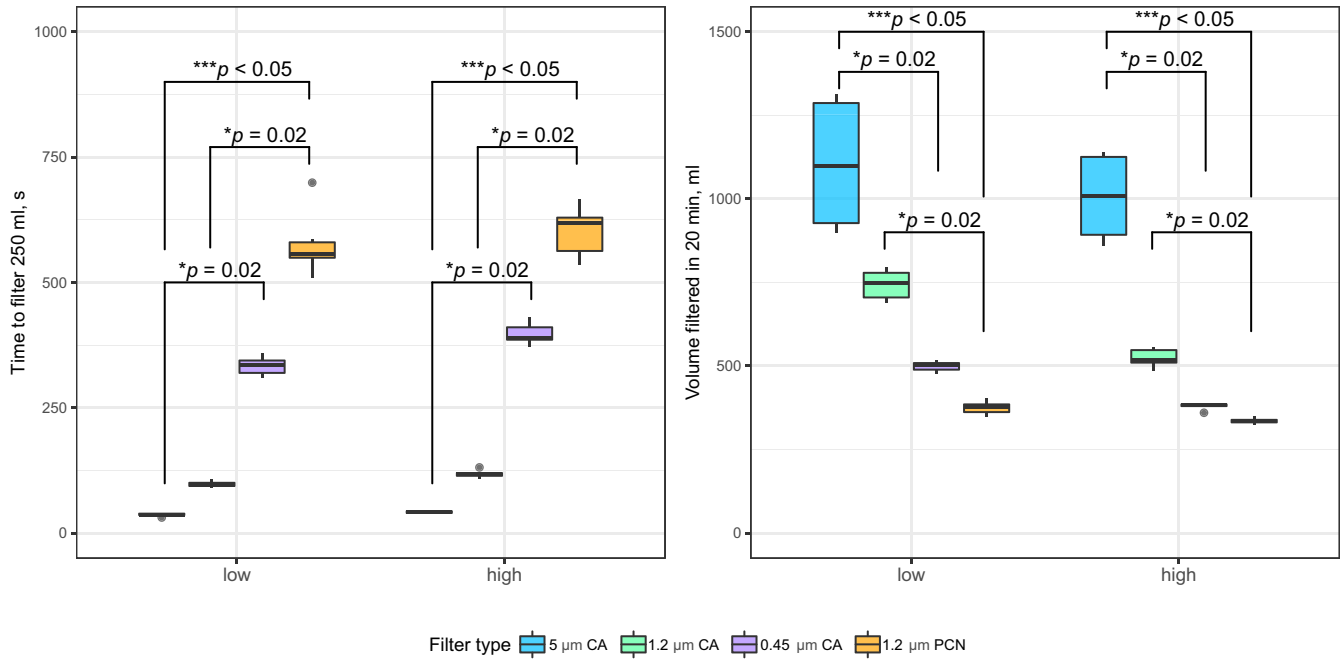 Time to filter 250 ml, s
1000
750
500
250
0
***p < 0.05
*p = 0.02
*p = 0.02
***p < 0.05
*p = 0.02
*p = 0.02
low
high
Volume filtered in 20 min, ml
1500
1000
500
0
***p < 0.05
*p = 0.02
*p = 0.02
***p < 0.05
*p = 0.02
*p = 0.02
low
high
Filter type 5 µm CA 1.2 µm CA 0.45 µm CA 1.2 µm PCN